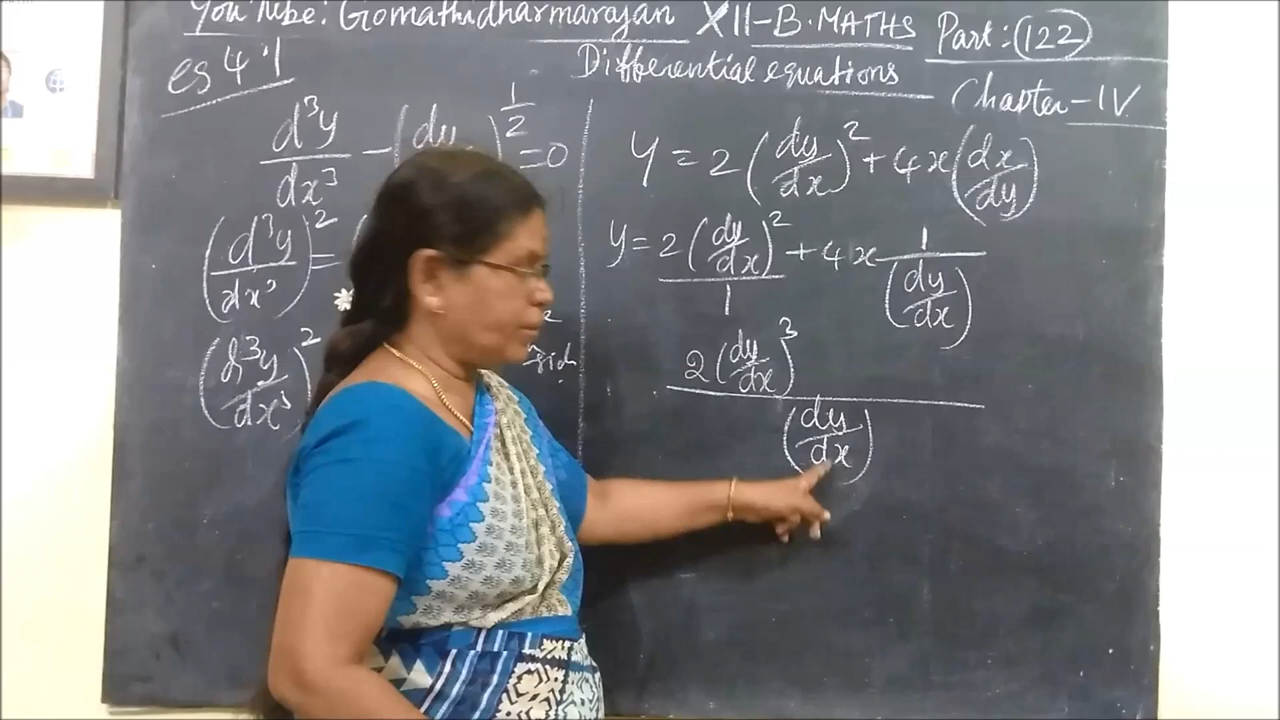 YouTube: Gomathidharmarajan XII-B.MATHS Part: 122
es 4.1
Differential equations
Chapter-IV
d³y/dx³ - (dy )^1/2 = 0
(d³y/dx³)² = (
(d³y/dx³)²
y = 2(dy/dx)² + 4x(dx/dy)
y = 2(dy/dx)²/1 + 4x 1/(dy/dx)
2(dy/dx)³
(dy/dx)